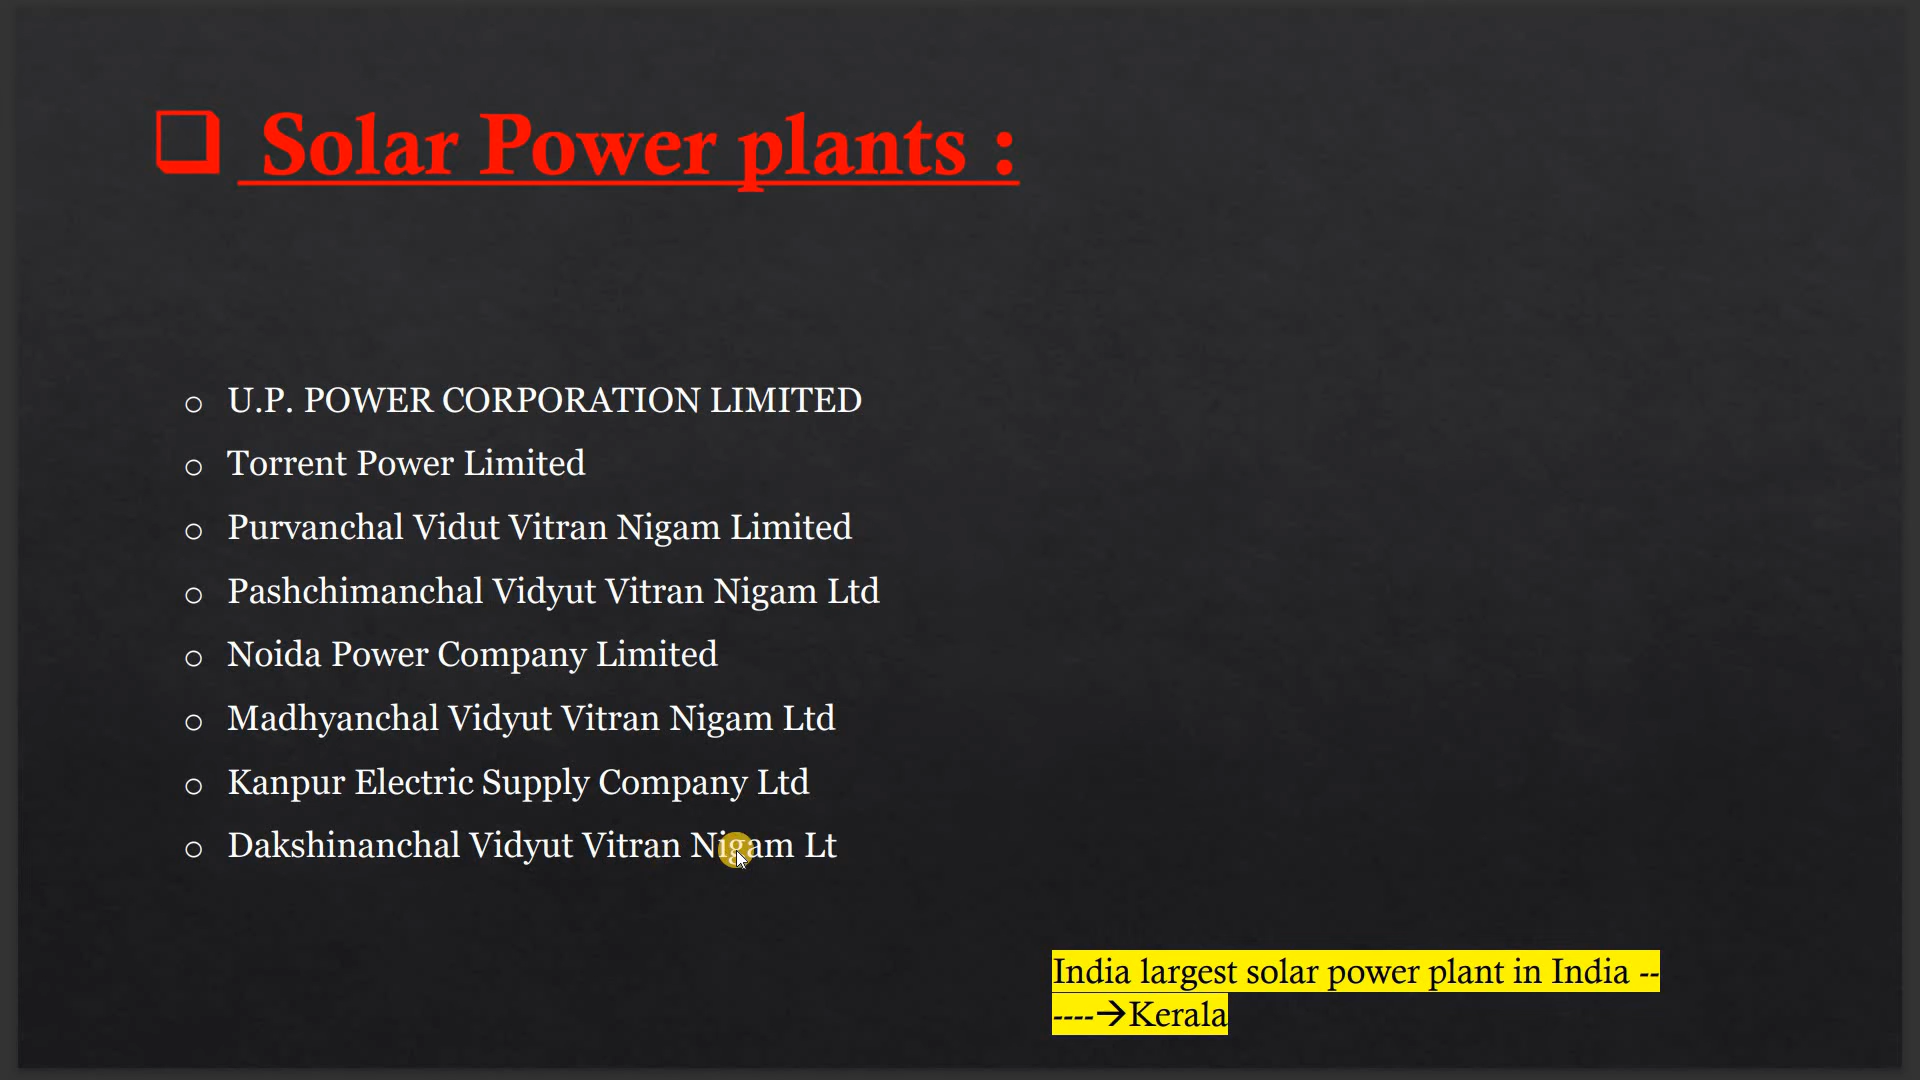 ❑ Solar Power plants :
o U.P. POWER CORPORATION LIMITED
o Torrent Power Limited
o Purvanchal Vidut Vitran Nigam Limited
o Pashchimanchal Vidyut Vitran Nigam Ltd
o Noida Power Company Limited
o Madhyanchal Vidyut Vitran Nigam Ltd
o Kanpur Electric Supply Company Ltd
o Dakshinanchal Vidyut Vitran Nigam Lt
India largest solar power plant in India --
----→Kerala